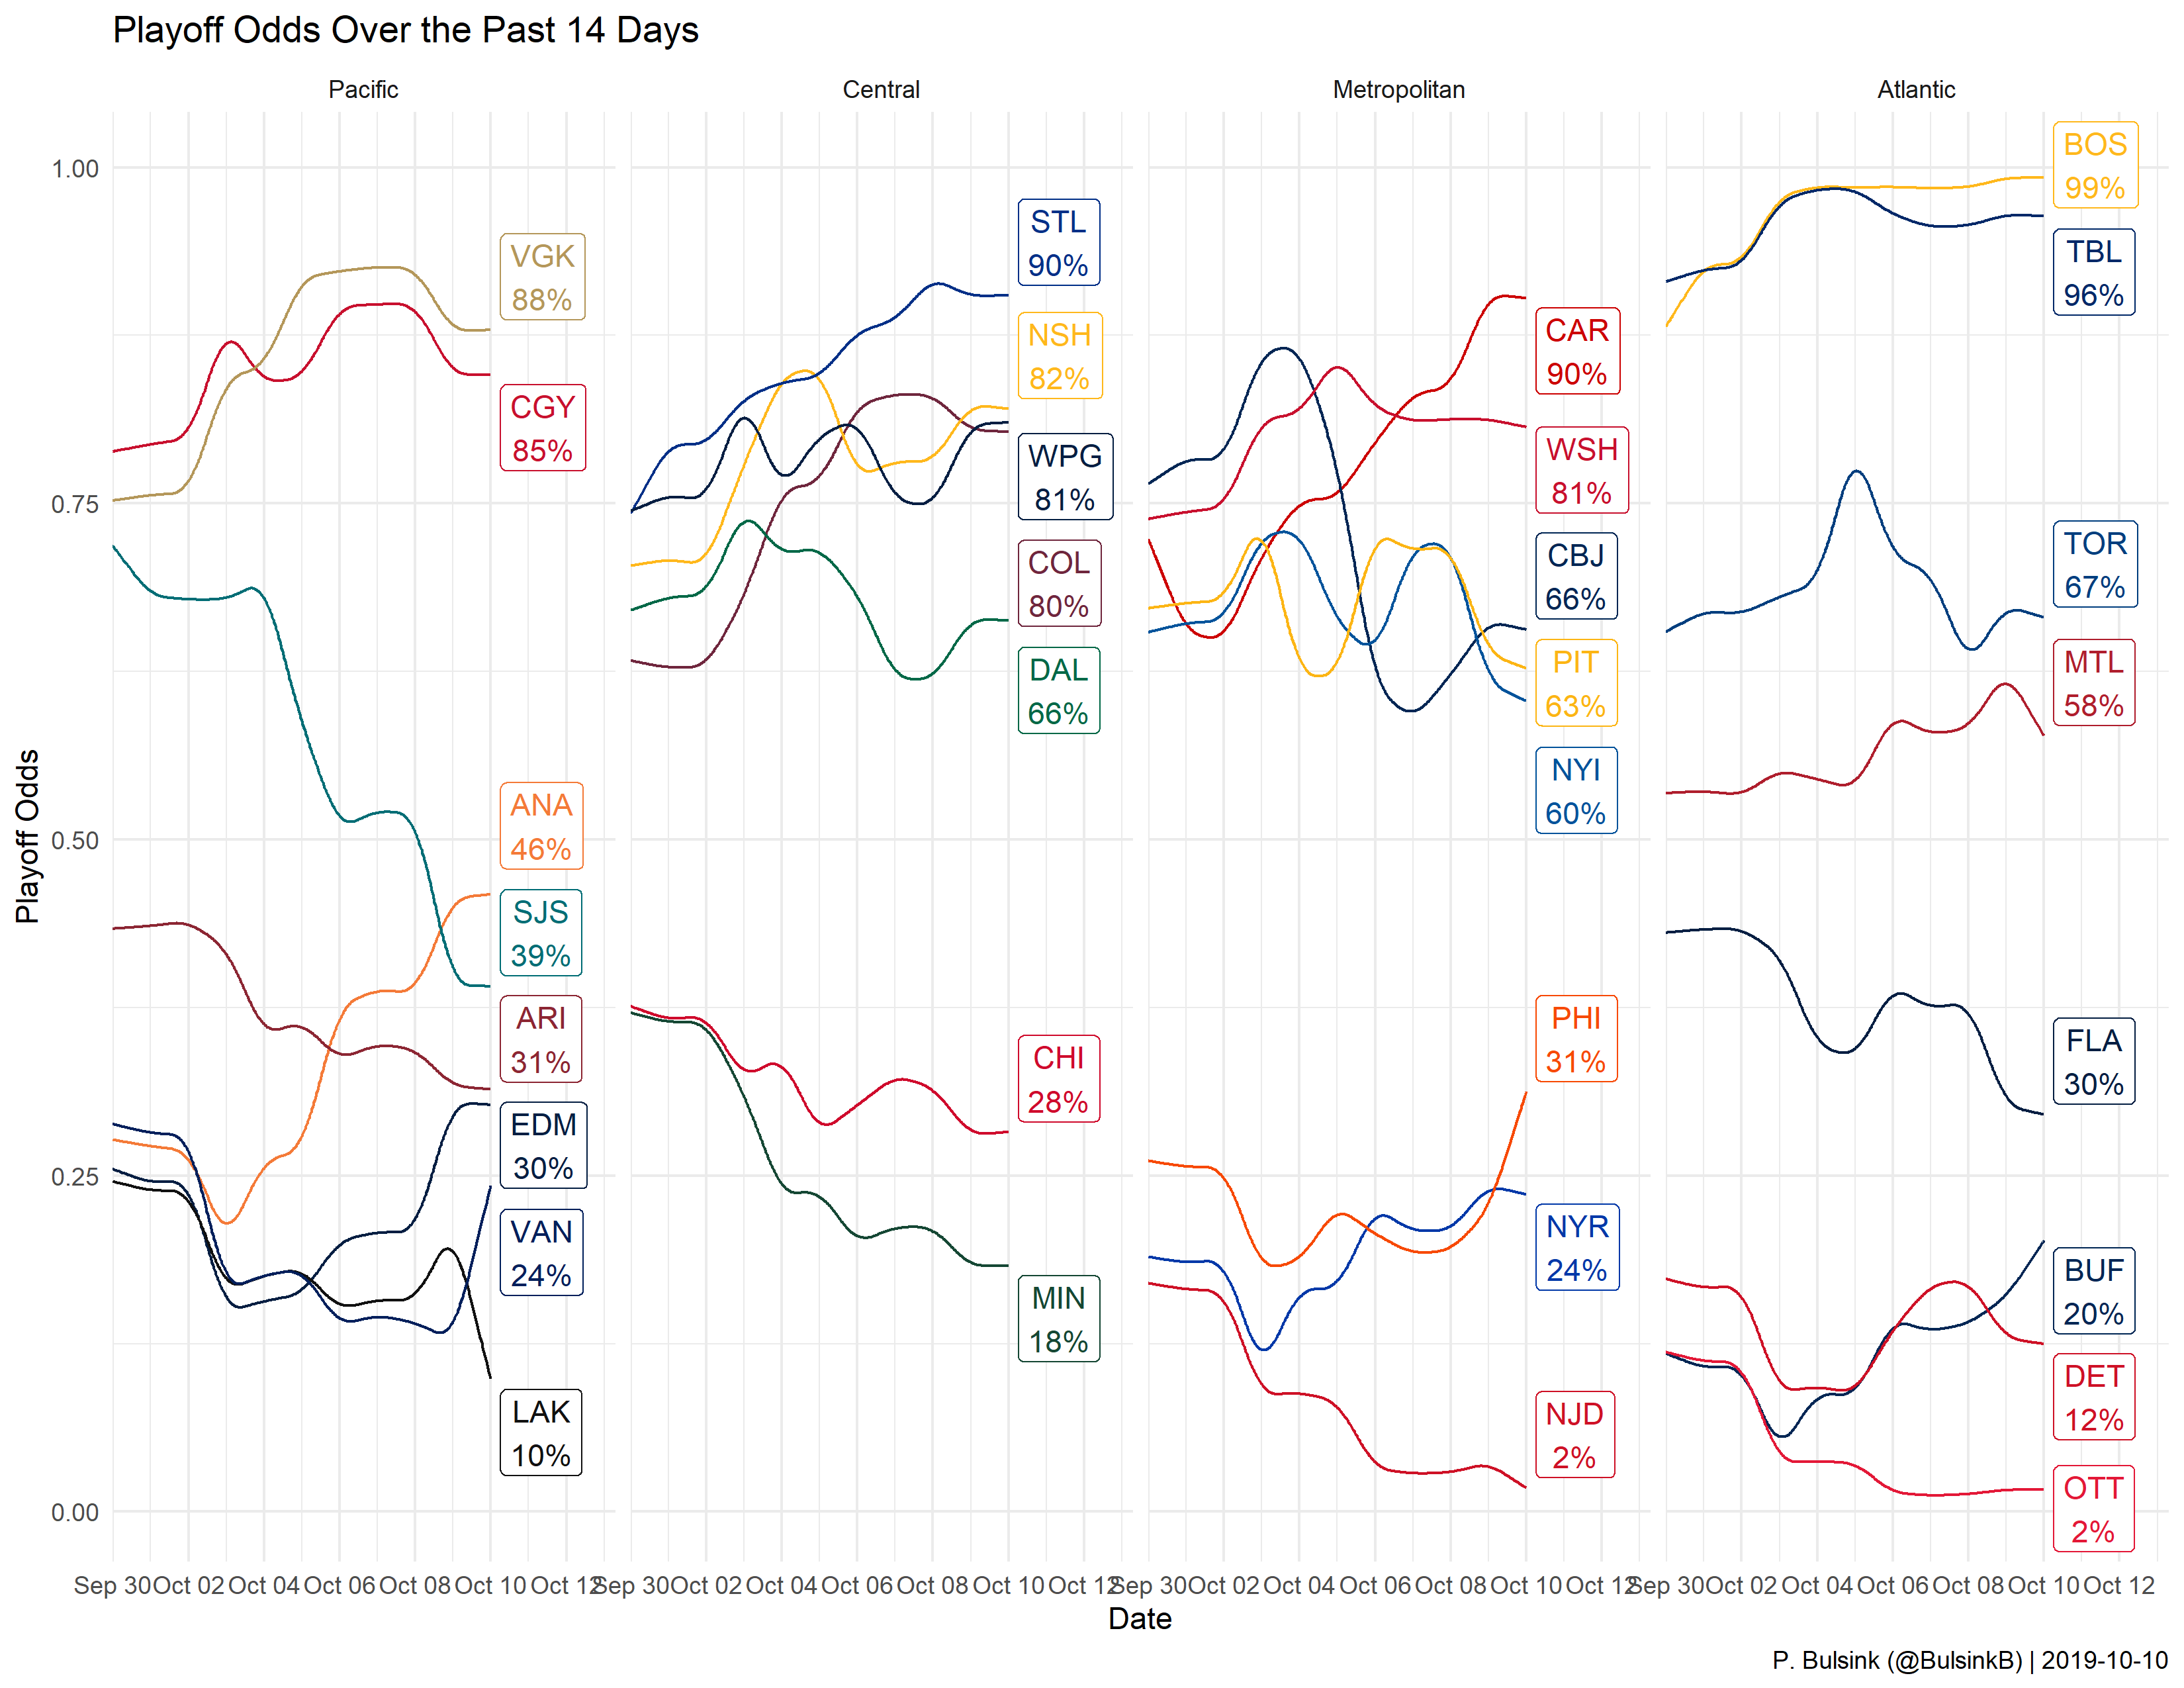 Playoff Odds Over the Past 14 Days
Pacific
Central
Metropolitan
Atlantic
Playoff Odds
1.00
0.75
0.50
0.25
0.00
VGK
88%
CGY
85%
ANA
46%
SJS
39%
ARI
31%
EDM
30%
VAN
24%
LAK
10%
STL
90%
NSH
82%
WPG
81%
COL
80%
DAL
66%
CHI
28%
MIN
18%
CAR
90%
WSH
81%
CBJ
66%
PIT
63%
NYI
60%
PHI
31%
NYR
24%
NJD
2%
BOS
99%
TBL
96%
TOR
67%
MTL
58%
FLA
30%
BUF
20%
DET
12%
OTT
2%
Sep 30 Oct 02 Oct 04 Oct 06 Oct 08 Oct 10 Oct 12
Sep 30 Oct 02 Oct 04 Oct 06 Oct 08 Oct 10 Oct 12
Sep 30 Oct 02 Oct 04 Oct 06 Oct 08 Oct 10 Oct 12
Sep 30 Oct 02 Oct 04 Oct 06 Oct 08 Oct 10 Oct 12
Date
P. Bulsink (@BulsinkB) | 2019-10-10